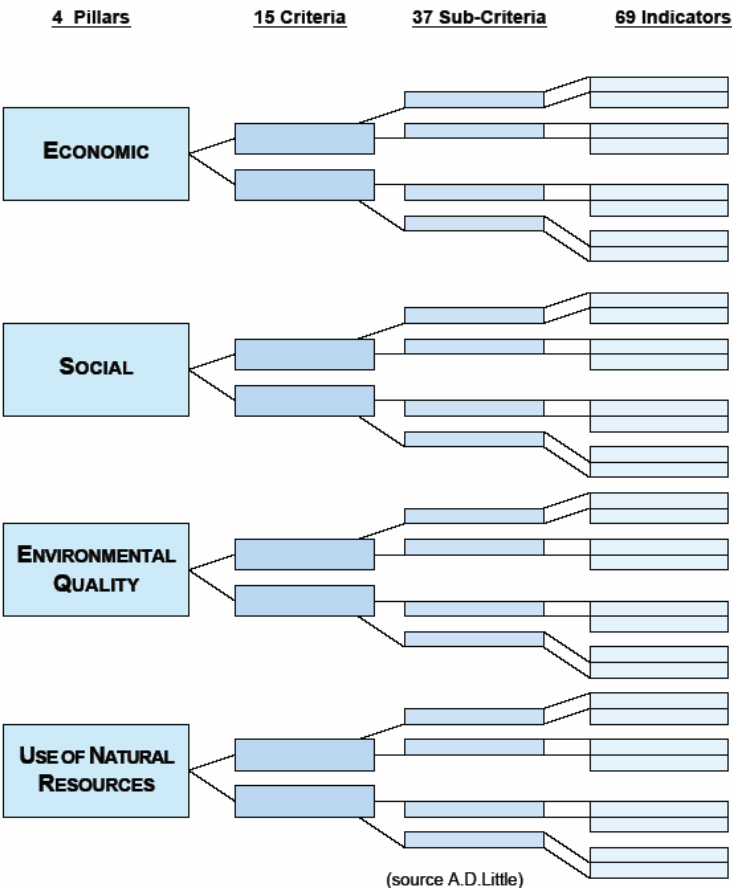 4 Pillars
15 Criteria
37 Sub-Criteria
69 Indicators
ECONOMIC
SOCIAL
ENVIRONMENTAL
QUALITY
USE OF NATURAL
RESOURCES
(source A.D.Little)